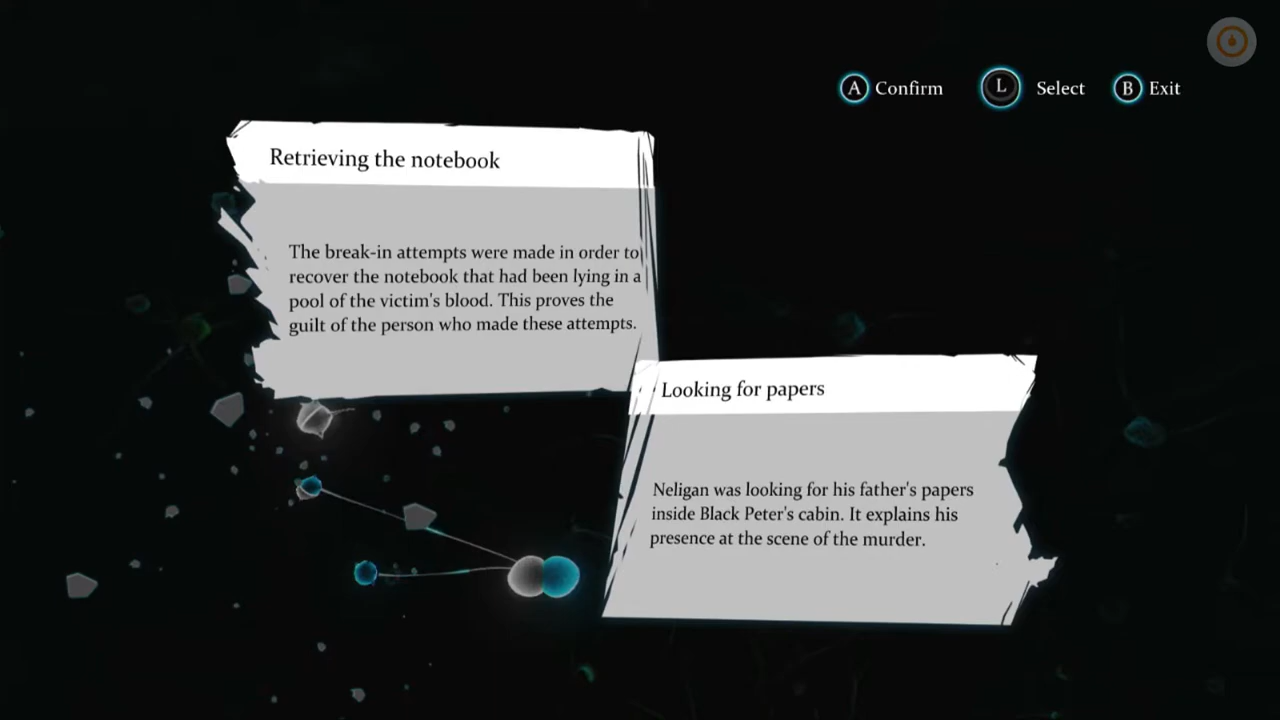 A Confirm L Select B Exit
Retrieving the notebook
The break-in attempts were made in order to
recover the notebook that had been lying in a
pool of the victim's blood. This proves the
guilt of the person who made these attempts.
Looking for papers
Neligan was looking for his father's papers
inside Black Peter's cabin. It explains his
presence at the scene of the murder.